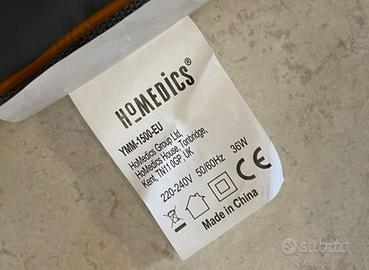 HoMEDiCS®
YMM-1500-EU
HoMedics Group Ltd,
HoMedics House, Tonbridge,
Kent, TN11 0GP, UK
220-240V 50/60Hz 36W
CE
Made in China
subito